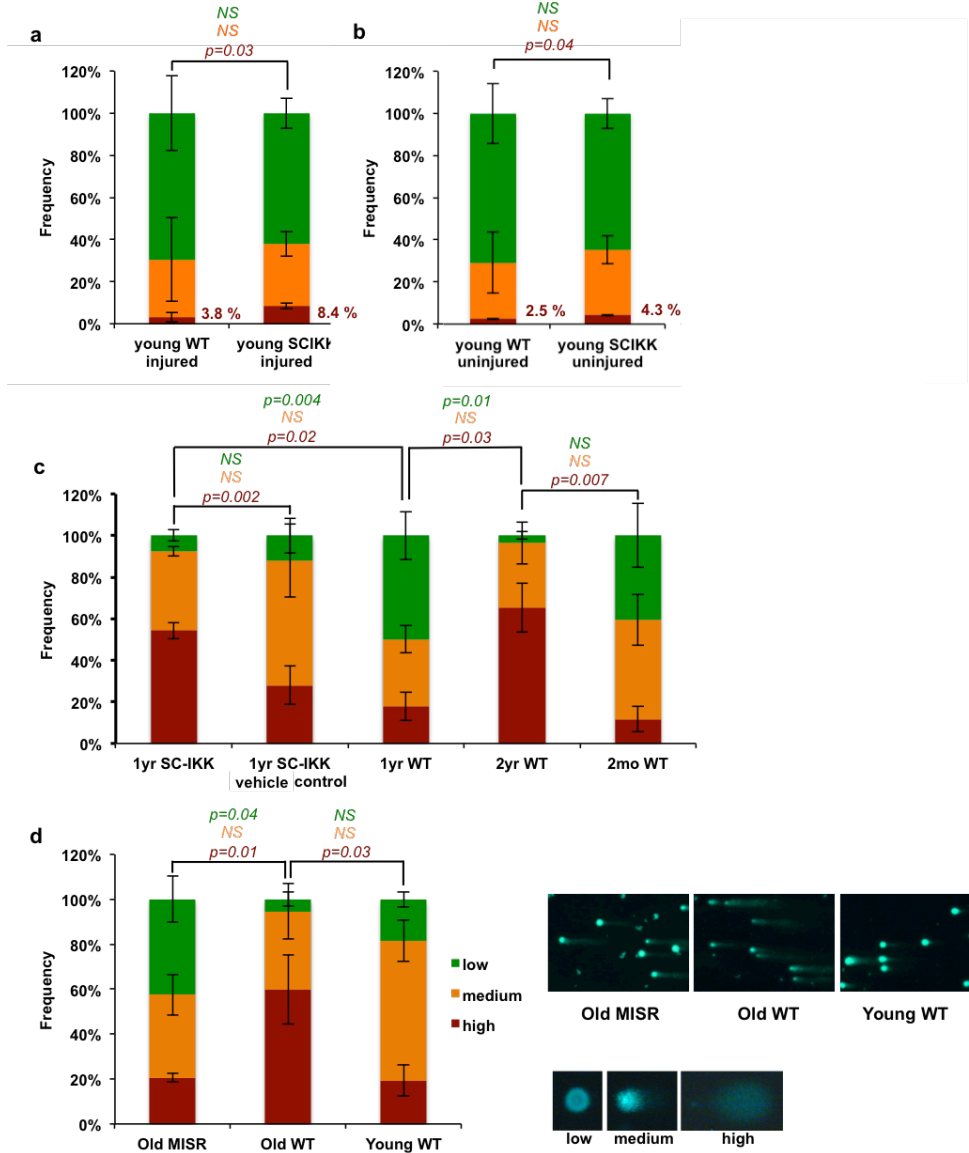 NS
NS
p=0.03
a
120%
100%
80%
60%
40%
20%
0%
Frequency
3.8 %
8.4 %
young WT
injured
young SCIKK
injured
NS
NS
p=0.04
b
120%
100%
80%
60%
40%
20%
0%
Frequency
2.5 %
4.3 %
young WT
uninjured
young SCIKK
uninjured
c
p=0.004
NS
p=0.02
p=0.01
NS
p=0.03
NS
NS
p=0.002
NS
NS
p=0.007
120%
100%
80%
60%
40%
20%
0%
Frequency
1yr SC-IKK
1yr SC-IKK
vehicle control
1yr WT
2yr WT
2mo WT
d
p=0.04
NS
p=0.01
NS
NS
p=0.03
120%
100%
80%
60%
40%
20%
0%
Frequency
Old MISR
Old WT
Young WT
low
medium
high
Old MISR
Old WT
Young WT
low
medium
high